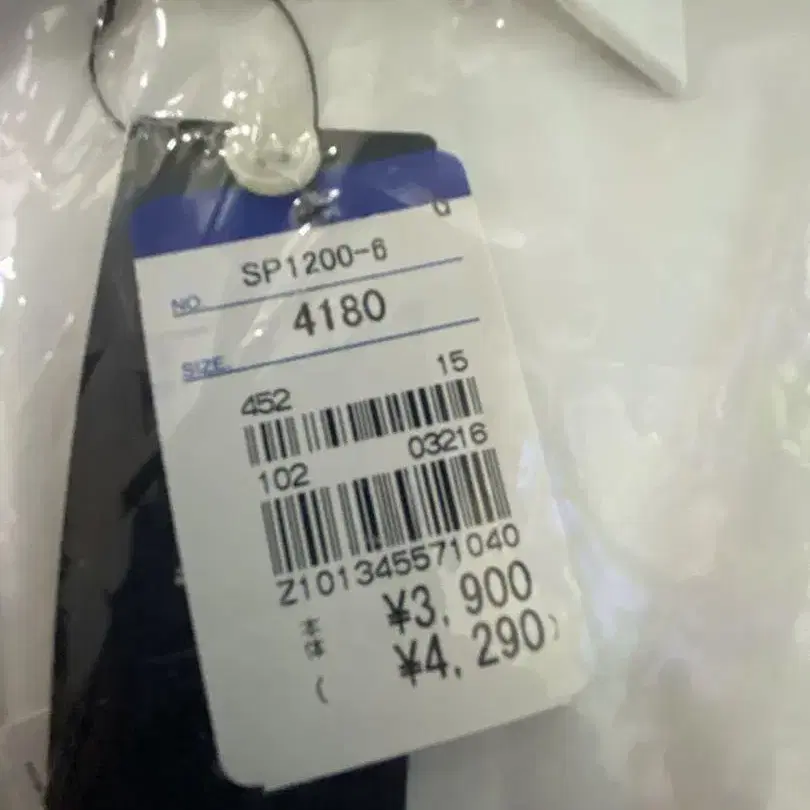 NO. SP1200-6
4180
SIZE
452 15
102 03216
Z101345571040
本体 ¥3,900
( ¥4,290)